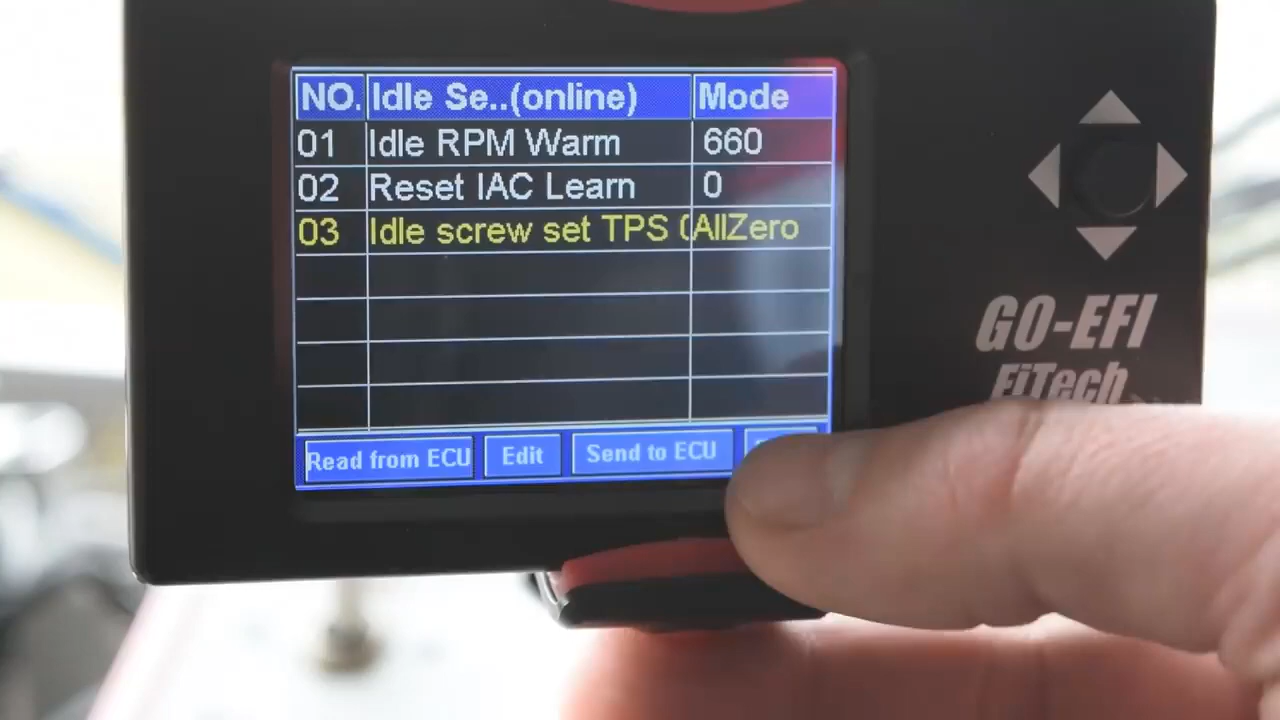 NO. Idle Se..(online) Mode
01 Idle RPM Warm 660
02 Reset IAC Learn 0
03 Idle screw set TPS AllZero
Read from ECU Edit Send to ECU
GO-EFI
FiTech